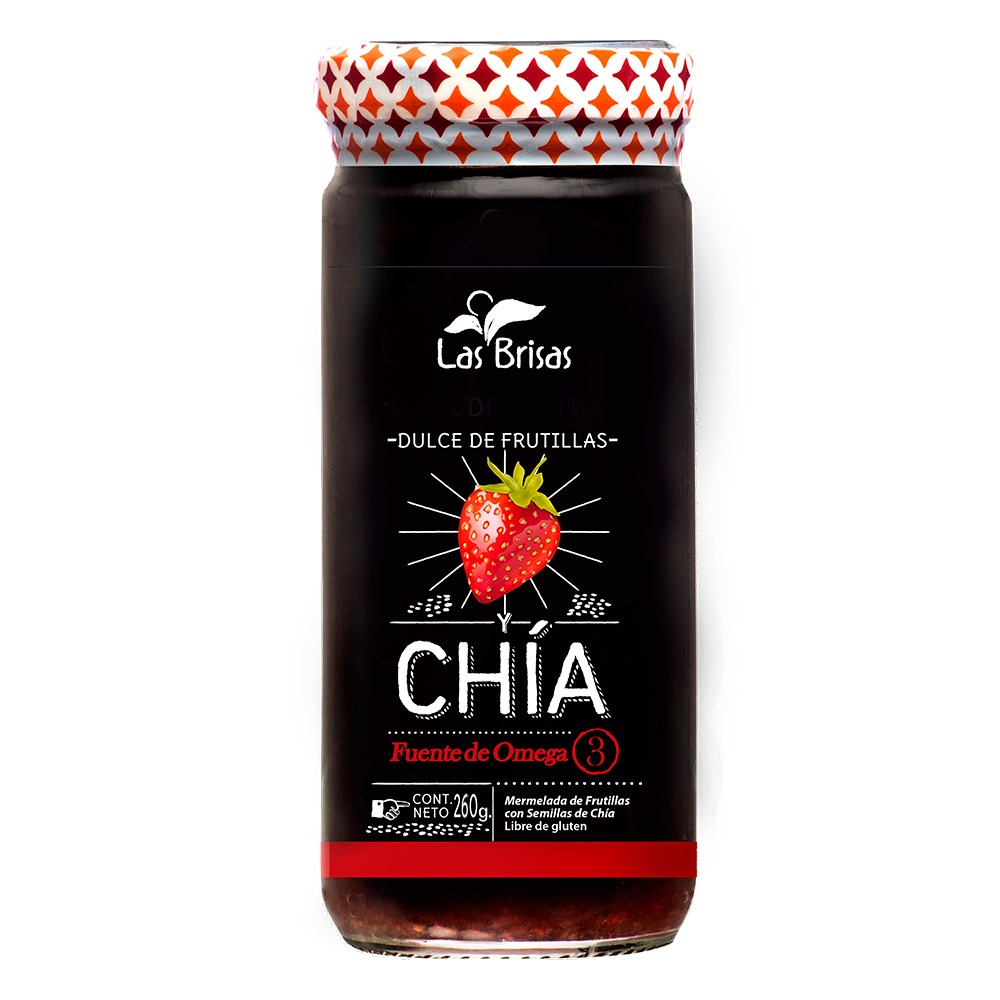 Las Brisas
-DULCE DE FRUTILLAS-
Y
CHÍA
Fuente de Omega 3
CONT.
NETO 260g.
Mermelada de Frutillas
con Semillas de Chía
Libre de gluten